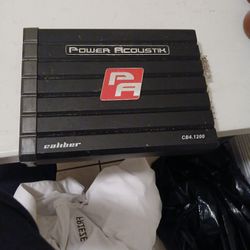 POWER ACOUSTIK
PA
caliber
CB4.1200